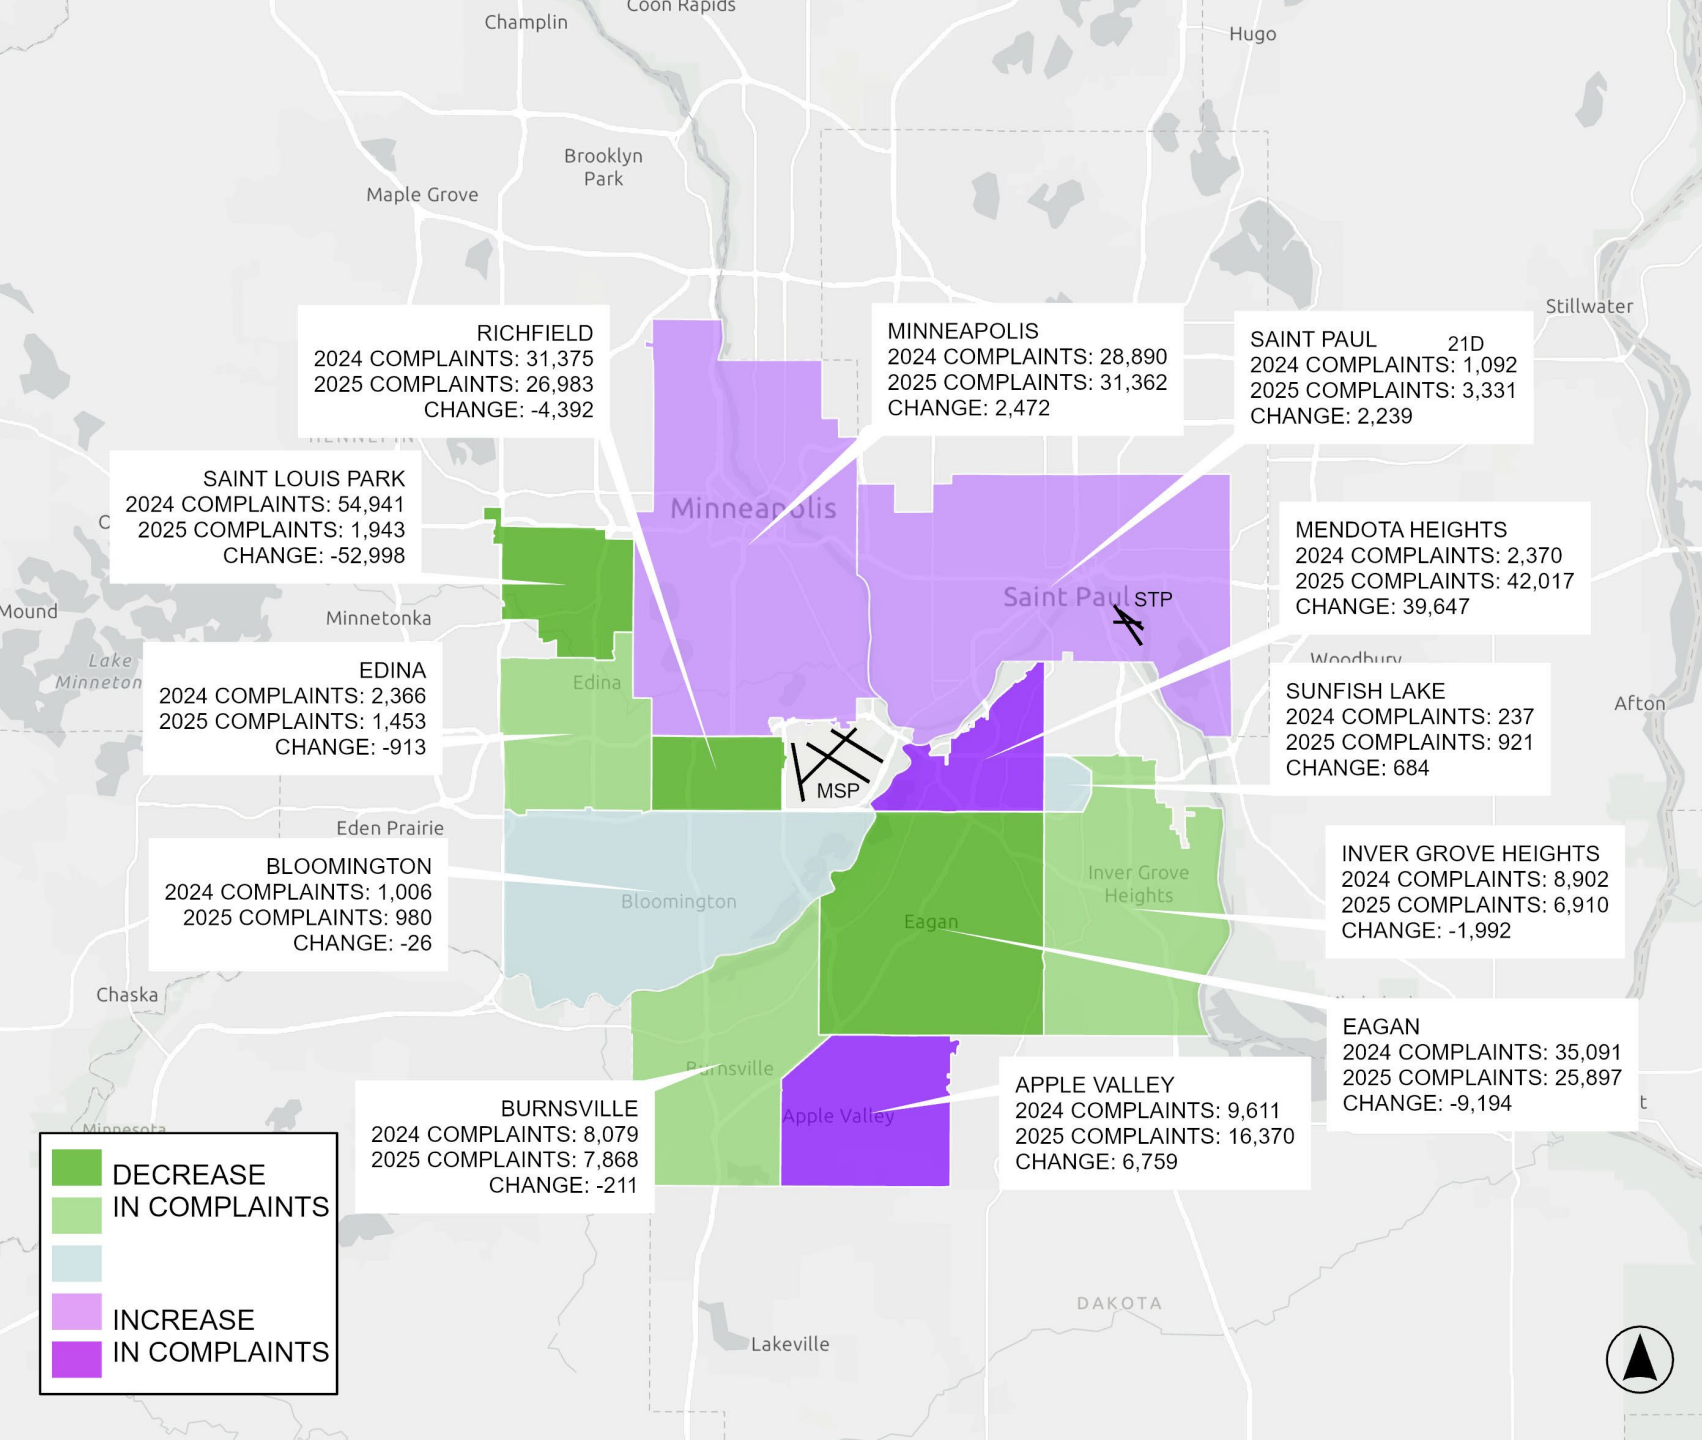 Coon Rapids
Champlin
Hugo
Brooklyn
Park
Maple Grove
Stillwater
RICHFIELD
2024 COMPLAINTS: 31,375
2025 COMPLAINTS: 26,983
CHANGE: -4,392
MINNEAPOLIS
2024 COMPLAINTS: 28,890
2025 COMPLAINTS: 31,362
CHANGE: 2,472
SAINT PAUL 21D
2024 COMPLAINTS: 1,092
2025 COMPLAINTS: 3,331
CHANGE: 2,239
SAINT LOUIS PARK
2024 COMPLAINTS: 54,941
2025 COMPLAINTS: 1,943
CHANGE: -52,998
Minneapolis
MENDOTA HEIGHTS
2024 COMPLAINTS: 2,370
2025 COMPLAINTS: 42,017
CHANGE: 39,647
Saint Paul
STP
Mound
Minnetonka
Lake
Minneton
Woodbury
Afton
EDINA
2024 COMPLAINTS: 2,366
2025 COMPLAINTS: 1,453
CHANGE: -913
Edina
SUNFISH LAKE
2024 COMPLAINTS: 237
2025 COMPLAINTS: 921
CHANGE: 684
MSP
Eden Prairie
BLOOMINGTON
2024 COMPLAINTS: 1,006
2025 COMPLAINTS: 980
CHANGE: -26
Bloomington
Eagan
Inver Grove
Heights
INVER GROVE HEIGHTS
2024 COMPLAINTS: 8,902
2025 COMPLAINTS: 6,910
CHANGE: -1,992
Chaska
EAGAN
2024 COMPLAINTS: 35,091
2025 COMPLAINTS: 25,897
CHANGE: -9,194
t
Burnsville
Apple Valley
BURNSVILLE
2024 COMPLAINTS: 8,079
2025 COMPLAINTS: 7,868
CHANGE: -211
APPLE VALLEY
2024 COMPLAINTS: 9,611
2025 COMPLAINTS: 16,370
CHANGE: 6,759
Minnesota
DECREASE
IN COMPLAINTS
INCREASE
IN COMPLAINTS
DAKOTA
Lakeville